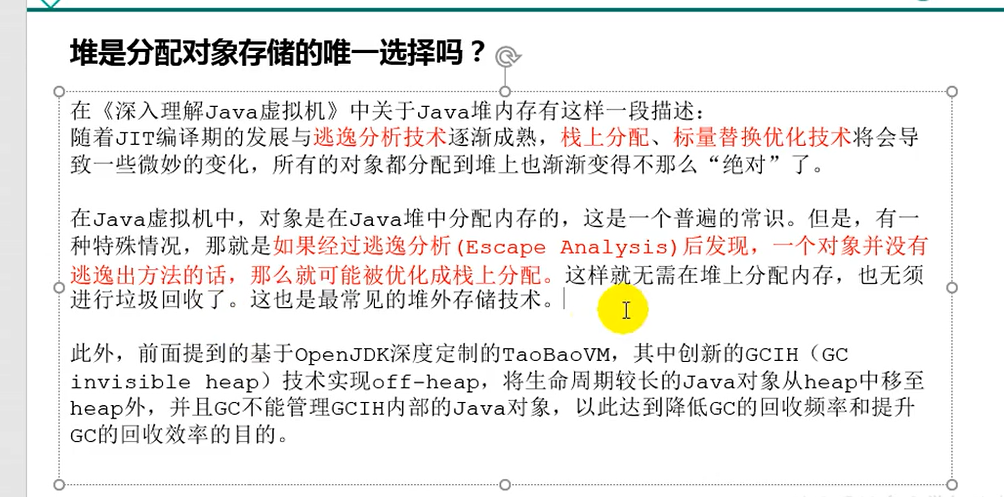 堆是分配对象存储的唯一选择吗？
在《深入理解Java虚拟机》中关于Java堆内存有这样一段描述：
随着JIT编译期的发展与逃逸分析技术逐渐成熟，栈上分配、标量替换优化技术将会导
致一些微妙的变化，所有的对象都分配到堆上也渐渐变得不那么“绝对”了。
在Java虚拟机中，对象是在Java堆中分配内存的，这是一个普遍的常识。但是，有一
种特殊情况，那就是如果经过逃逸分析(Escape Analysis)后发现，一个对象并没有
逃逸出方法的话，那么就可能被优化成栈上分配。这样就无需在堆上分配内存，也无须
进行垃圾回收了。这也是最常见的堆外存储技术。
此外，前面提到的基于OpenJDK深度定制的TaoBaoVM，其中创新的GCIH（GC
invisible heap）技术实现off-heap，将生命周期较长的Java对象从heap中移至
heap外，并且GC不能管理GCIH内部的Java对象，以此达到降低GC的回收频率和提升
GC的回收效率的目的。